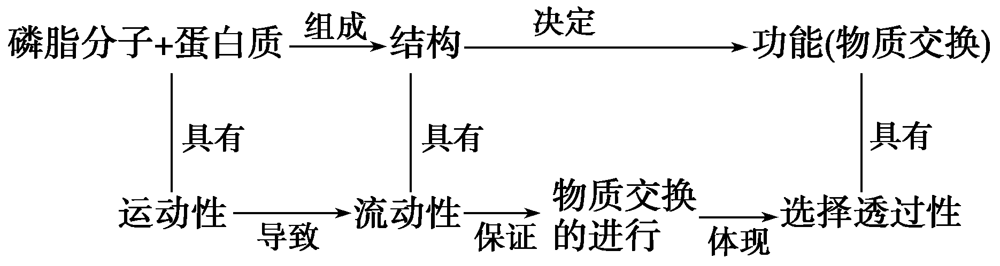 组成
决定
磷脂分子+蛋白质
结构
功能(物质交换)
具有
具有
具有
运动性
流动性
物质交换
的进行
选择透过性
导致
保证
体现